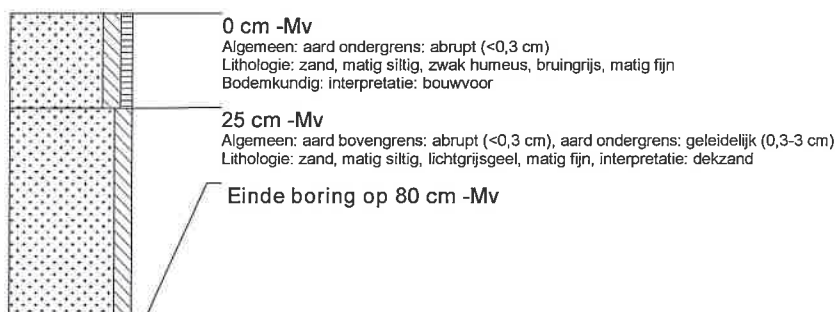 0 cm -Mv
Algemeen: aard ondergrens: abrupt (<0,3 cm)
Lithologie: zand, matig siltig, zwak humeus, bruingrijs, matig fijn
Bodemkundig: interpretatie: bouwvoor
25 cm -Mv
Algemeen: aard bovengrens: abrupt (<0,3 cm), aard ondergrens: geleidelijk (0,3-3 cm)
Lithologie: zand, matig siltig, lichtgrijsgeel, matig fijn, interpretatie: dekzand
Einde boring op 80 cm -Mv